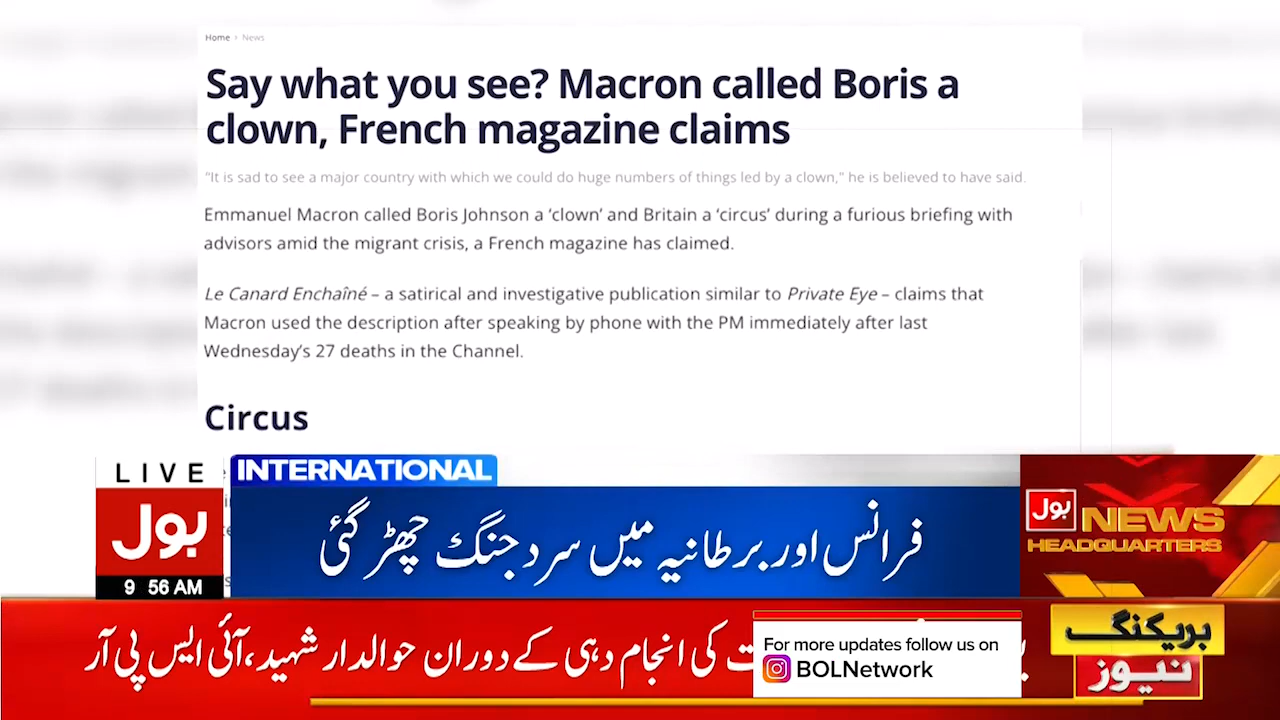 Home › News
Say what you see? Macron called Boris a
clown, French magazine claims
"It is sad to see a major country with which we could do huge numbers of things led by a clown," he is believed to have said.
Emmanuel Macron called Boris Johnson a ‘clown’ and Britain a ‘circus’ during a furious briefing with
advisors amid the migrant crisis, a French magazine has claimed.
Le Canard Enchaîné – a satirical and investigative publication similar to Private Eye – claims that
Macron used the description after speaking by phone with the PM immediately after last
Wednesday’s 27 deaths in the Channel.
Circus
LIVE
INTERNATIONAL
بول
9 56 AM
فرانس اور برطانیہ میں سرد جنگ چھڑ گئی
بول NEWS
HEADQUARTERS
کی انجام دہی کے دوران حوالدار شہید، آئی ایس پی آر
For more updates follow us on
BOLNetwork
بریکنگ
نیوز